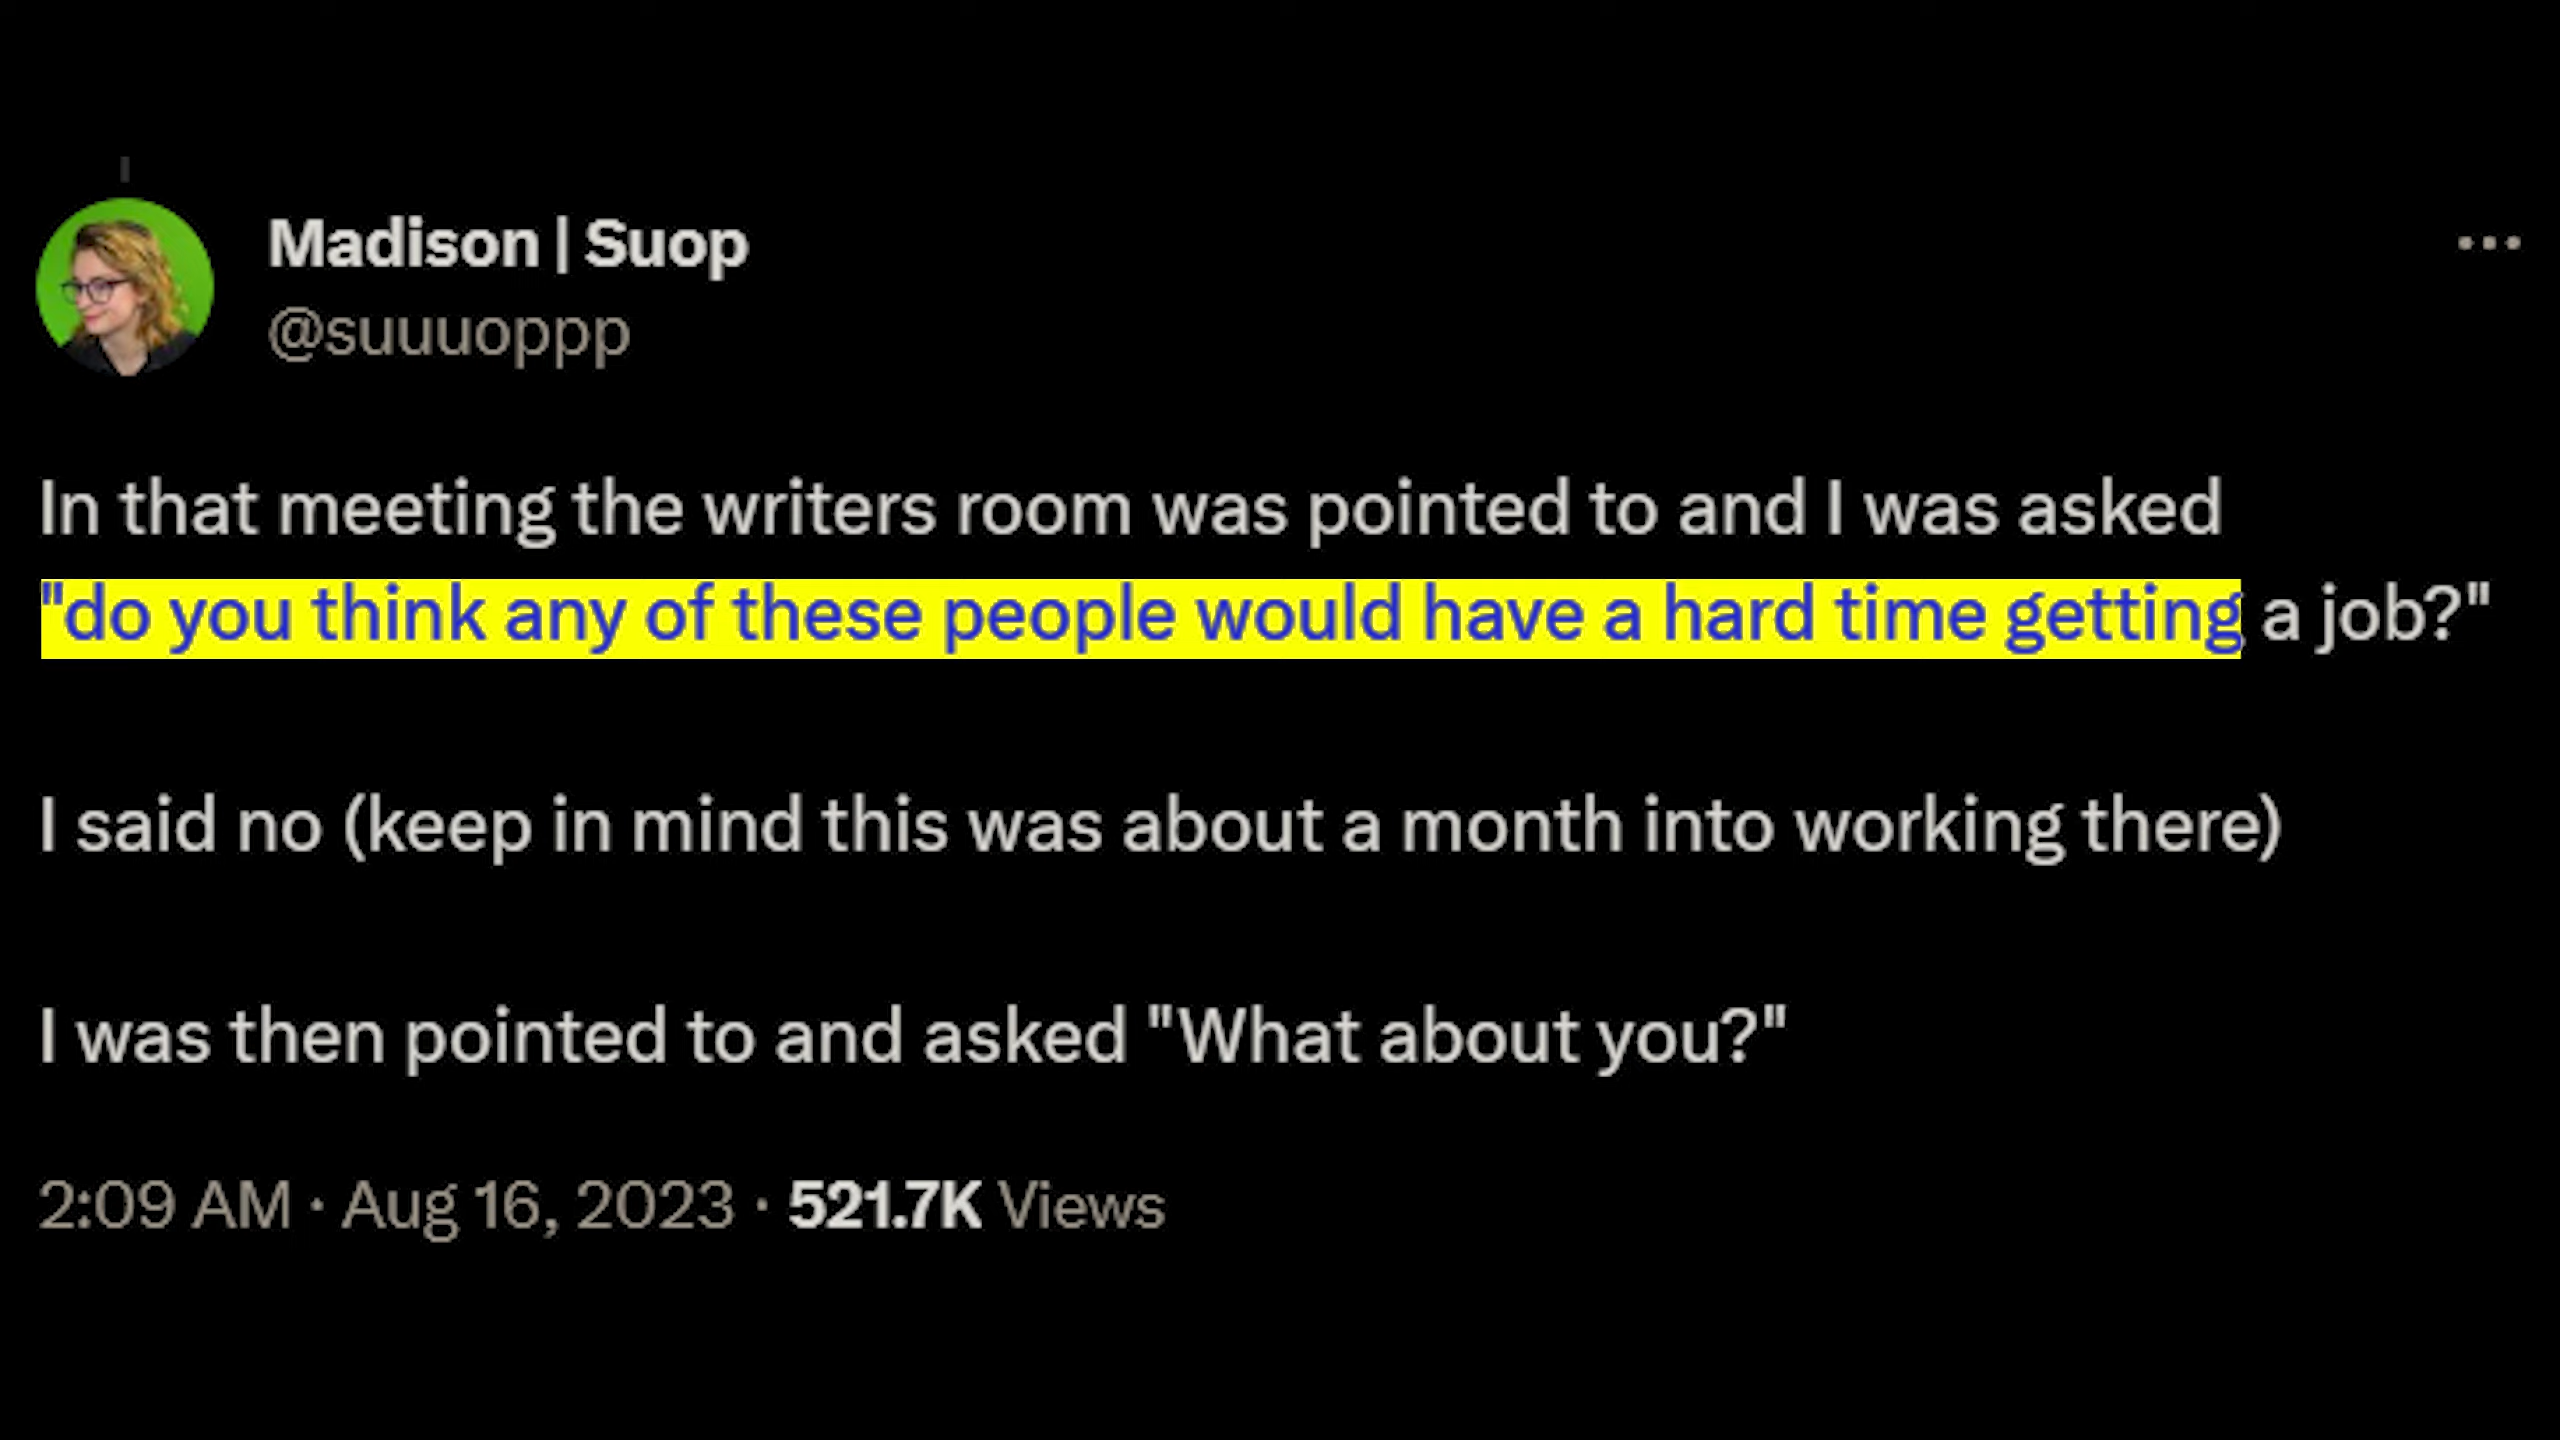 Madison | Suop
@suuuoppp
In that meeting the writers room was pointed to and I was asked
"do you think any of these people would have a hard time getting a job?"
I said no (keep in mind this was about a month into working there)
I was then pointed to and asked "What about you?"
2:09 AM · Aug 16, 2023 · 521.7K Views